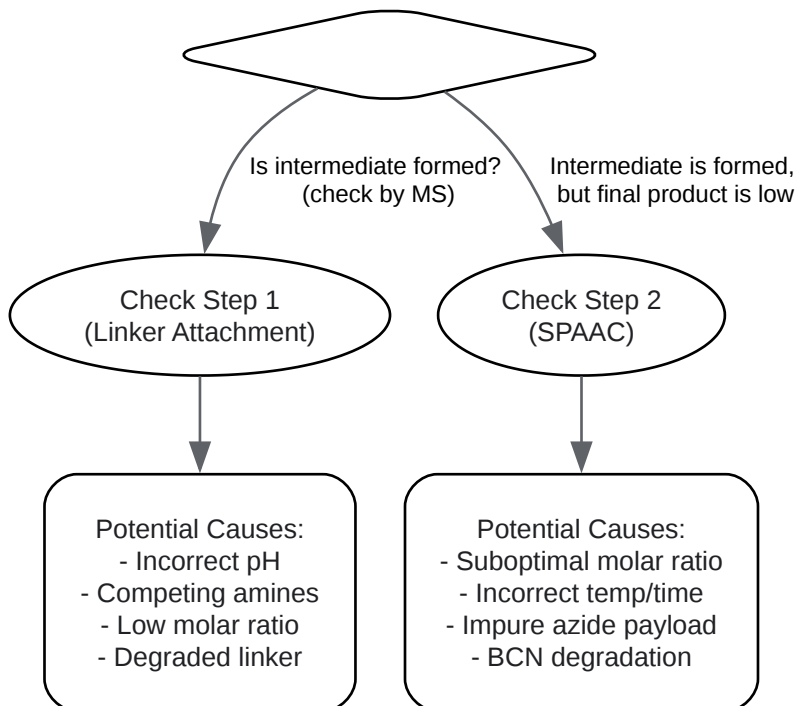 Is intermediate formed?
(check by MS)
Intermediate is formed,
but final product is low
Check Step 1
(Linker Attachment)
Check Step 2
(SPAAC)
Potential Causes:
- Incorrect pH
- Competing amines
- Low molar ratio
- Degraded linker
Potential Causes:
- Suboptimal molar ratio
- Incorrect temp/time
- Impure azide payload
- BCN degradation